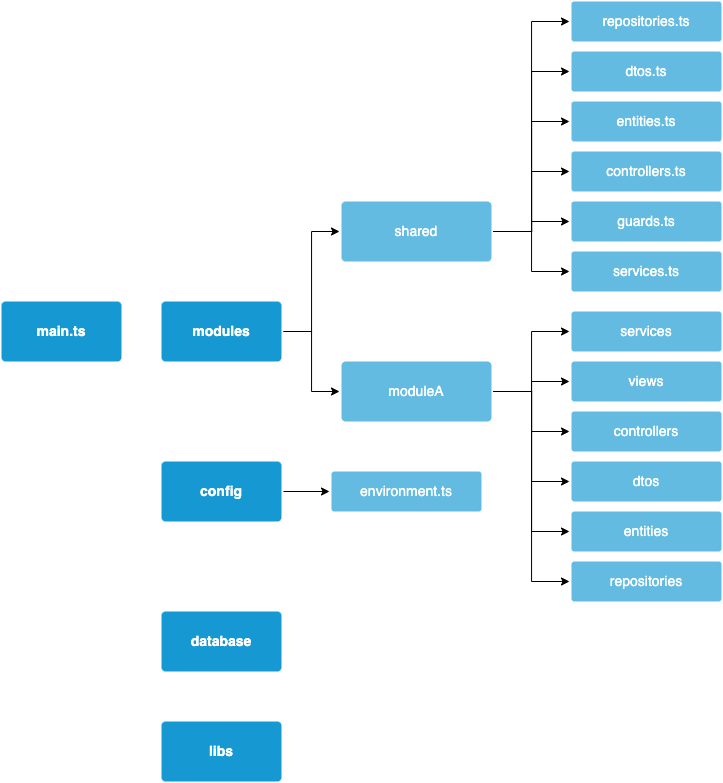 main.ts
modules
shared
repositories.ts
dtos.ts
entities.ts
controllers.ts
guards.ts
services.ts
moduleA
services
views
controllers
dtos
entities
repositories
config
environment.ts
database
libs